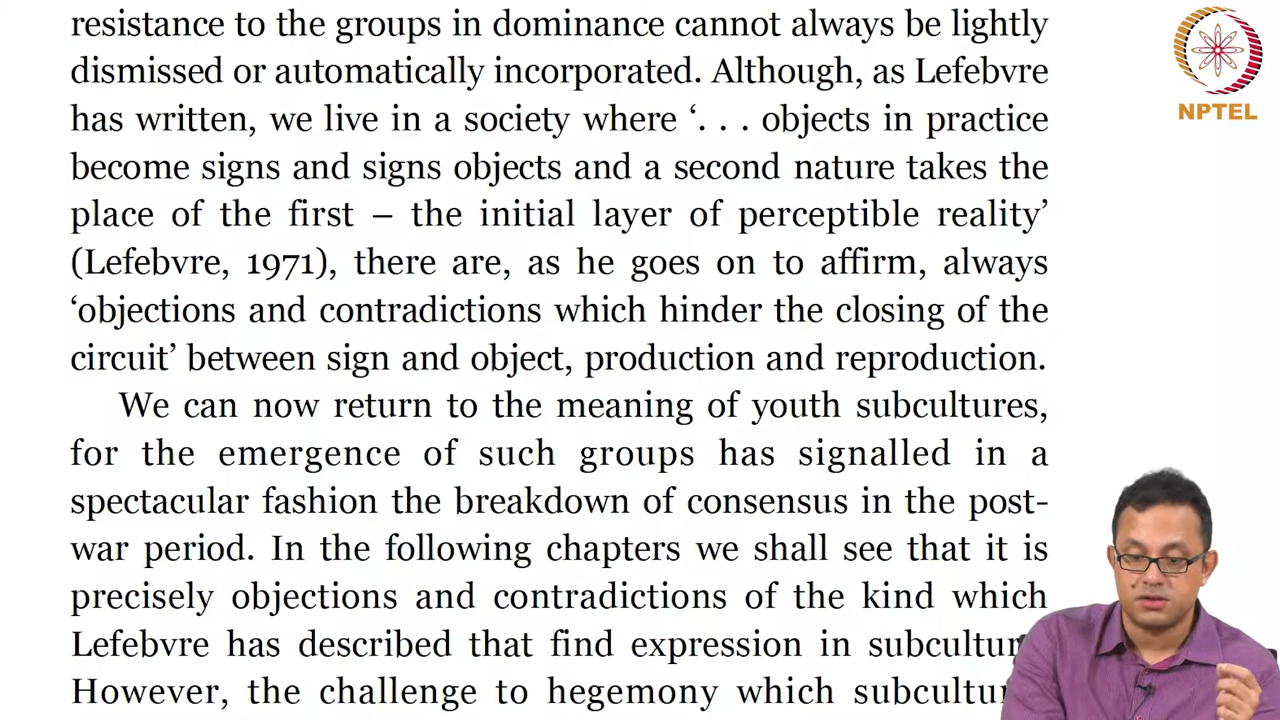 resistance to the groups in dominance cannot always be lightly
dismissed or automatically incorporated. Although, as Lefebvre
has written, we live in a society where ‘. . . objects in practice
become signs and signs objects and a second nature takes the
place of the first – the initial layer of perceptible reality’
(Lefebvre, 1971), there are, as he goes on to affirm, always
‘objections and contradictions which hinder the closing of the
circuit’ between sign and object, production and reproduction.
We can now return to the meaning of youth subcultures,
for the emergence of such groups has signalled in a
spectacular fashion the breakdown of consensus in the post-
war period. In the following chapters we shall see that it is
precisely objections and contradictions of the kind which
Lefebvre has described that find expression in
However, the challenge to hegemony which
NPTEL